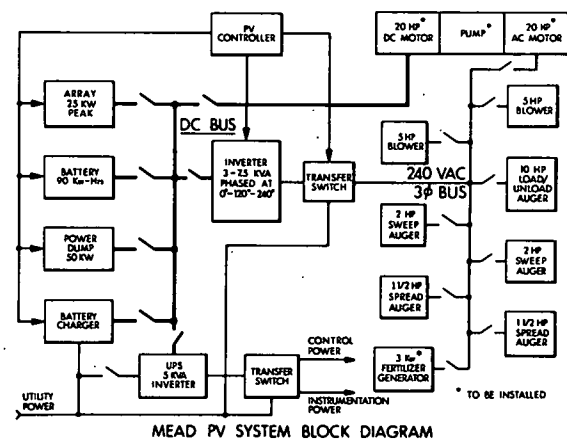 PV
CONTROLLER
20 HP*
DC MOTOR
PUMP*
20 HP*
AC MOTOR
ARRAY
25 KW
PEAK
DC BUS
5 HP
BLOWER
5 HP
BLOWER
BATTERY
90 KW-Hrs
INVERTER
3 – 7.5 KVA
PHASED AT
0°-120°-240°
TRANSFER
SWITCH
240 VAC
3ϕ BUS
10 HP
LOAD/
UNLOAD
AUGER
POWER
DUMP
50 KW
2 HP
SWEEP
AUGER
2 HP
SWEEP
AUGER
BATTERY
CHARGER
1 1/2 HP
SPREAD
AUGER
1 1/2 HP
SPREAD
AUGER
UPS
5 KVA
INVERTER
TRANSFER
SWITCH
CONTROL
POWER
INSTRUMENTATION
POWER
3 KW*
FERTILIZER
GENERATOR
UTILITY
POWER
* TO BE INSTALLED
MEAD PV SYSTEM BLOCK DIAGRAM